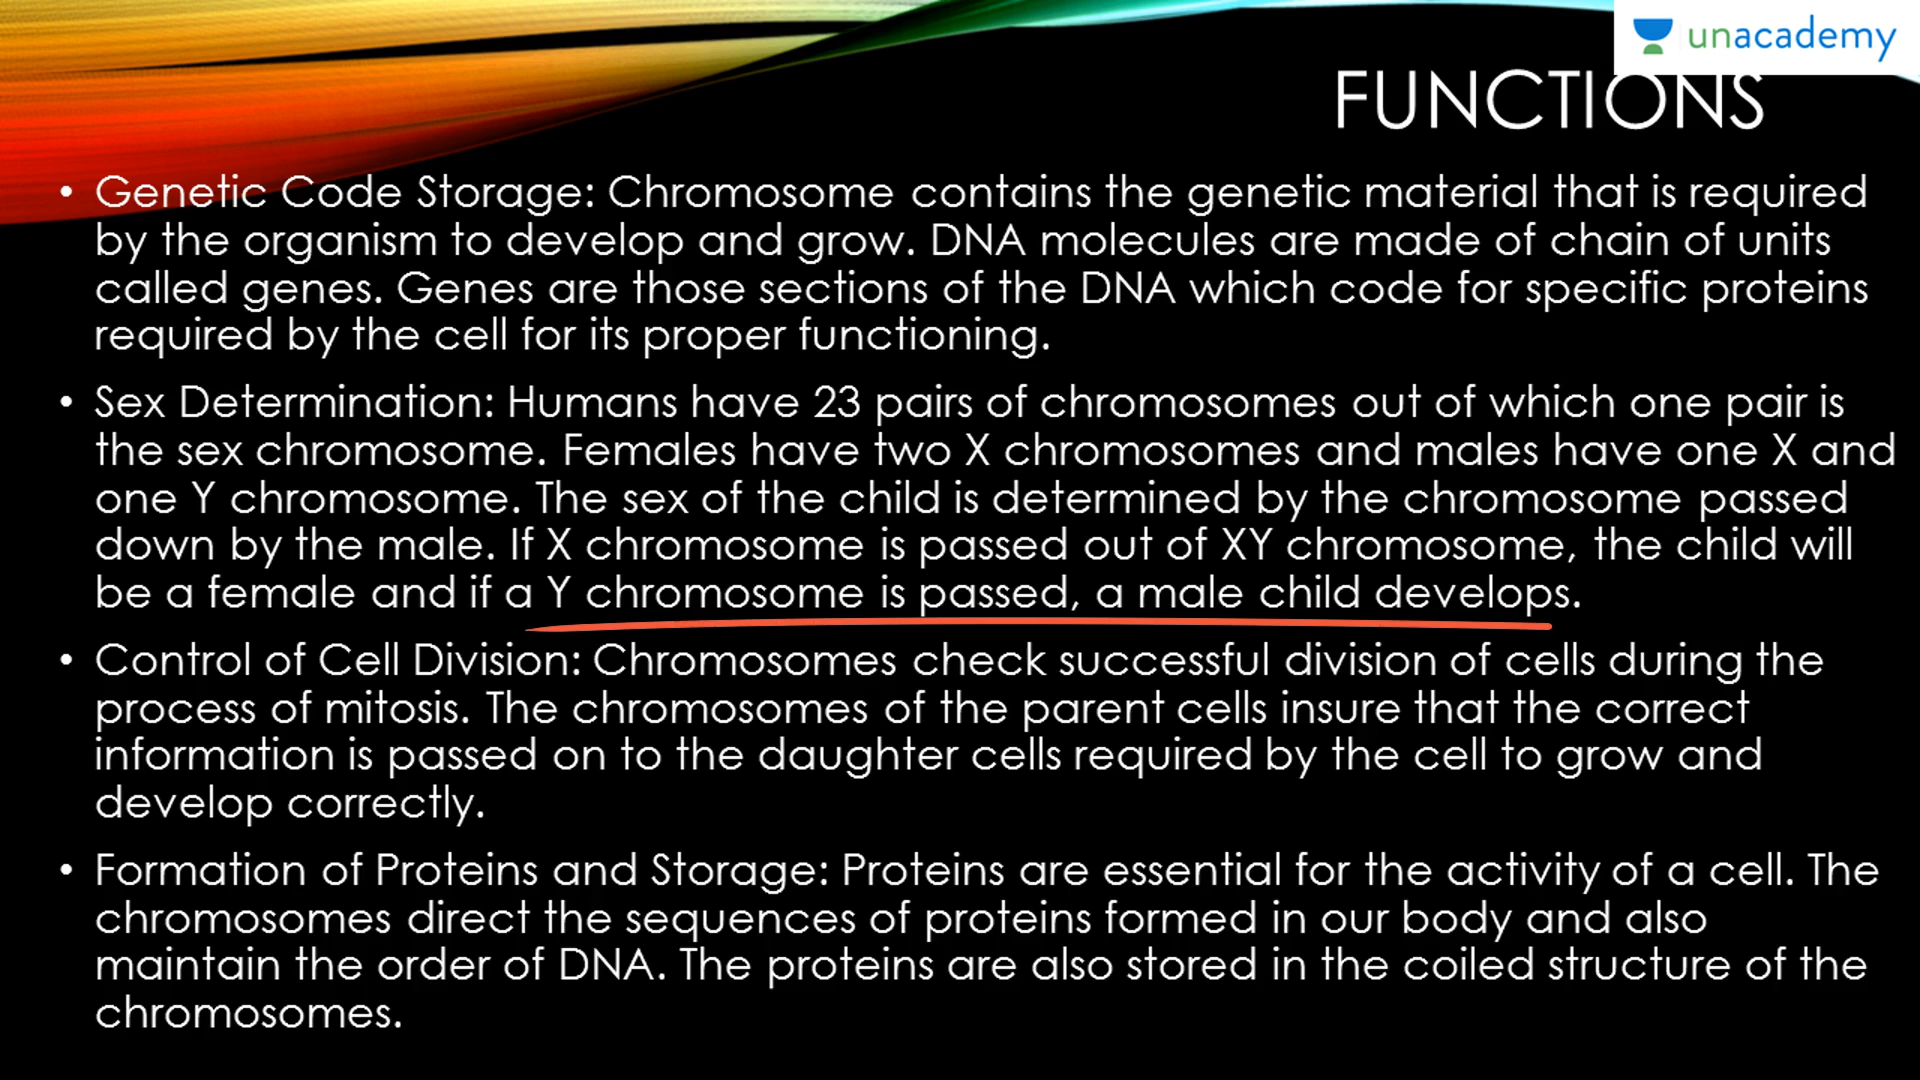 unacademy
FUNCTIONS
• Genetic Code Storage: Chromosome contains the genetic material that is required
by the organism to develop and grow. DNA molecules are made of chain of units
called genes. Genes are those sections of the DNA which code for specific proteins
required by the cell for its proper functioning.
• Sex Determination: Humans have 23 pairs of chromosomes out of which one pair is
the sex chromosome. Females have two X chromosomes and males have one X and
one Y chromosome. The sex of the child is determined by the chromosome passed
down by the male. If X chromosome is passed out of XY chromosome, the child will
be a female and if a Y chromosome is passed, a male child develops.
• Control of Cell Division: Chromosomes check successful division of cells during the
process of mitosis. The chromosomes of the parent cells insure that the correct
information is passed on to the daughter cells required by the cell to grow and
develop correctly.
• Formation of Proteins and Storage: Proteins are essential for the activity of a cell. The
chromosomes direct the sequences of proteins formed in our body and also
maintain the order of DNA. The proteins are also stored in the coiled structure of the
chromosomes.